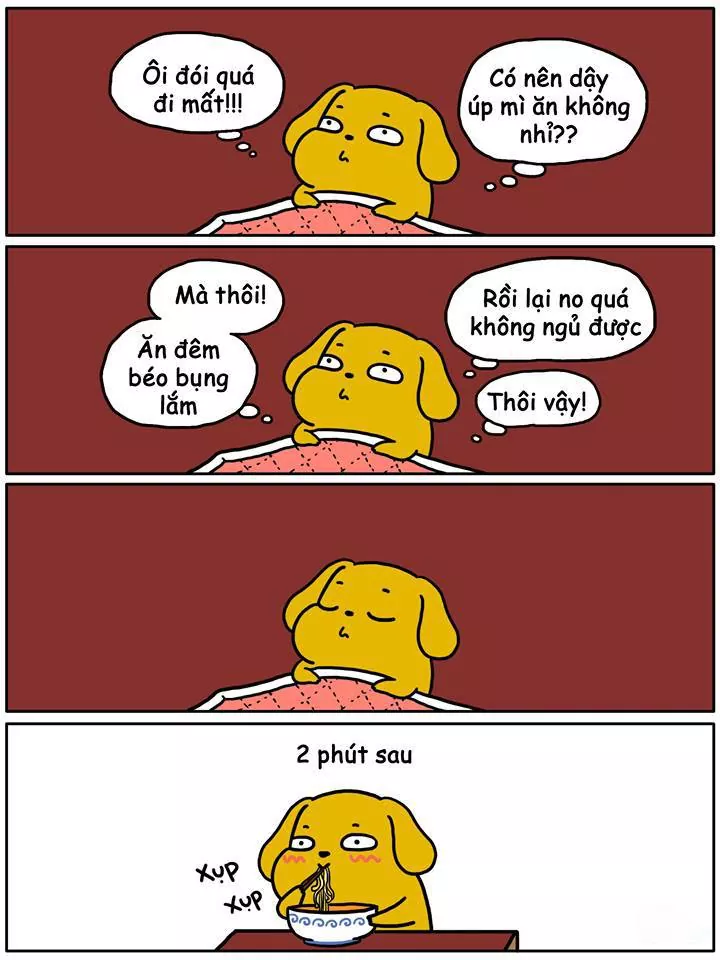 Ôi đói quá
đi mất!!!
Có nên dậy
úp mì ăn không
nhỉ??
Mà thôi!
Ăn đêm
béo bụng
lắm
Rồi lại no quá
không ngủ được
Thôi vậy!
2 phút sau
XỤP
XỤP